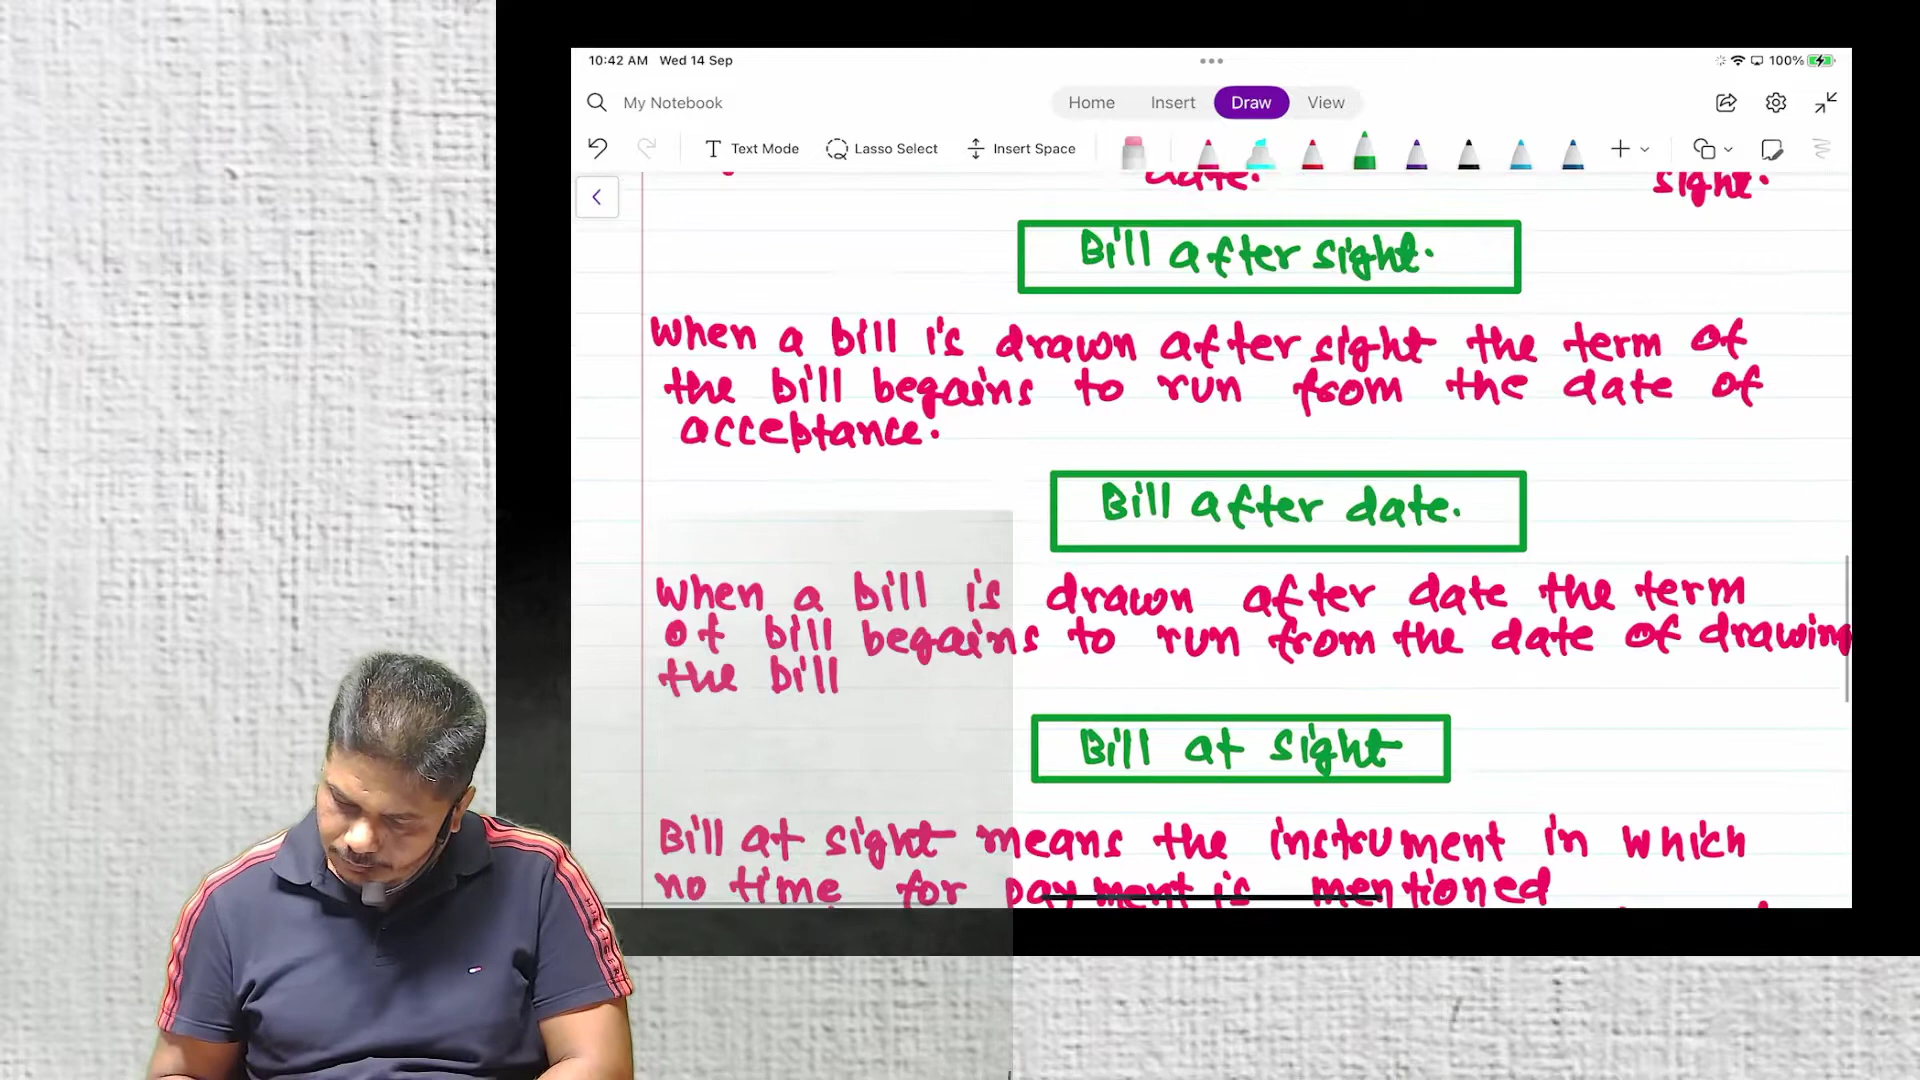 10:42 AM Wed 14 Sep
100%
My Notebook
Home Insert Draw View
Text Mode Lasso Select Insert Space
date. sight.
Bill after sight.
When a bill is drawn after sight the term of
the bill begains to run from the date of
acceptance.
Bill after date.
When a bill is drawn after date the term
of bill begains to run from the date of drawing
the bill
Bill at sight
Bill at sight means the instrument in which
no time for payment is mentioned